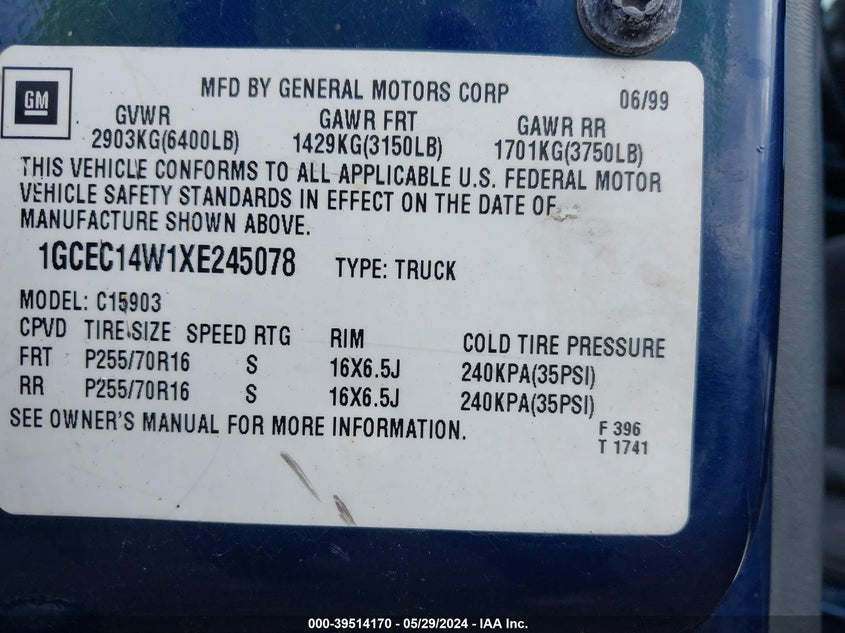 GM
MFD BY GENERAL MOTORS CORP 06/99
GVWR GAWR FRT GAWR RR
2903KG(6400LB) 1429KG(3150LB) 1701KG(3750LB)
THIS VEHICLE CONFORMS TO ALL APPLICABLE U.S. FEDERAL MOTOR
VEHICLE SAFETY STANDARDS IN EFFECT ON THE DATE OF
MANUFACTURE SHOWN ABOVE.
1GCEC14W1XE245078 TYPE: TRUCK
MODEL: C15903
CPVD TIRE SIZE SPEED RTG RIM COLD TIRE PRESSURE
FRT P255/70R16 S 16X6.5J 240KPA(35PSI)
RR P255/70R16 S 16X6.5J 240KPA(35PSI)
SEE OWNER'S MANUAL FOR MORE INFORMATION.
F 396
T 1741
000-39514170 - 05/29/2024 - IAA Inc.